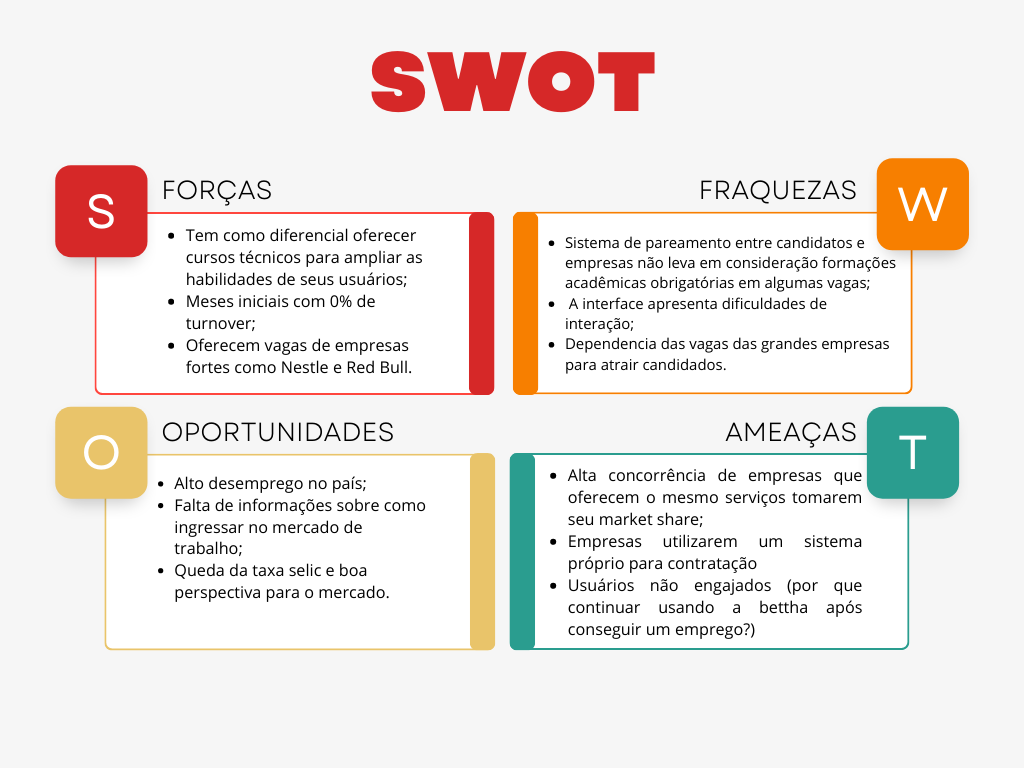 SWOT
S
FORÇAS
• Tem como diferencial oferecer
cursos técnicos para ampliar as
habilidades de seus usuários;
• Meses iniciais com 0% de
turnover;
• Oferecem vagas de empresas
fortes como Nestle e Red Bull.
FRAQUEZAS
W
• Sistema de pareamento entre candidatos e
empresas não leva em consideração formações
acadêmicas obrigatórias em algumas vagas;
• A interface apresenta dificuldades de
interação;
• Dependencia das vagas das grandes empresas
para atrair candidatos.
O
OPORTUNIDADES
• Alto desemprego no país;
• Falta de informações sobre como
ingressar no mercado de
trabalho;
• Queda da taxa selic e boa
perspectiva para o mercado.
AMEAÇAS
T
• Alta concorrência de empresas que
oferecem o mesmo serviços tomarem
seu market share;
• Empresas utilizarem um sistema
próprio para contratação
• Usuários não engajados (por que
continuar usando a bettha após
conseguir um emprego?)